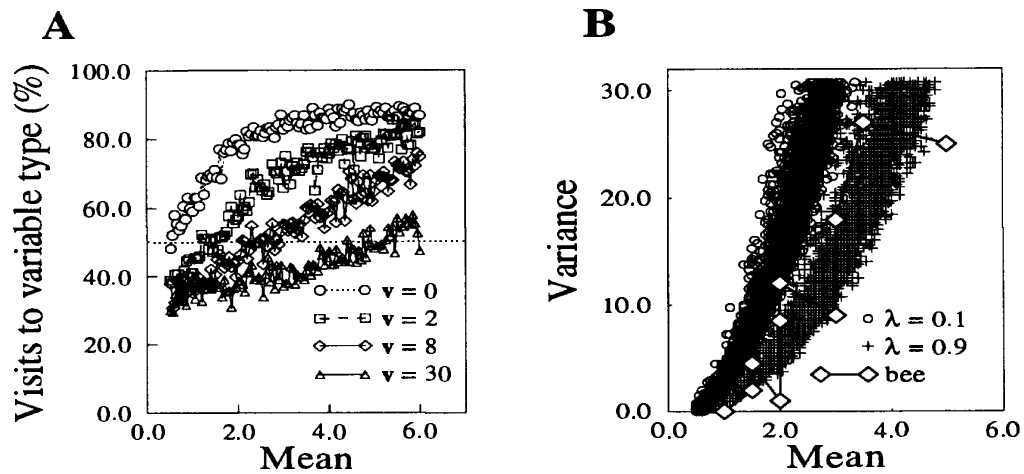 A
Visits to variable type (%)
100.0
80.0
60.0
40.0
20.0
0.0
v = 0
v = 2
v = 8
v = 30
0.0 2.0 4.0 6.0
Mean
B
Variance
30.0
20.0
10.0
0.0
λ = 0.1
λ = 0.9
bee
0.0 2.0 4.0 6.0
Mean